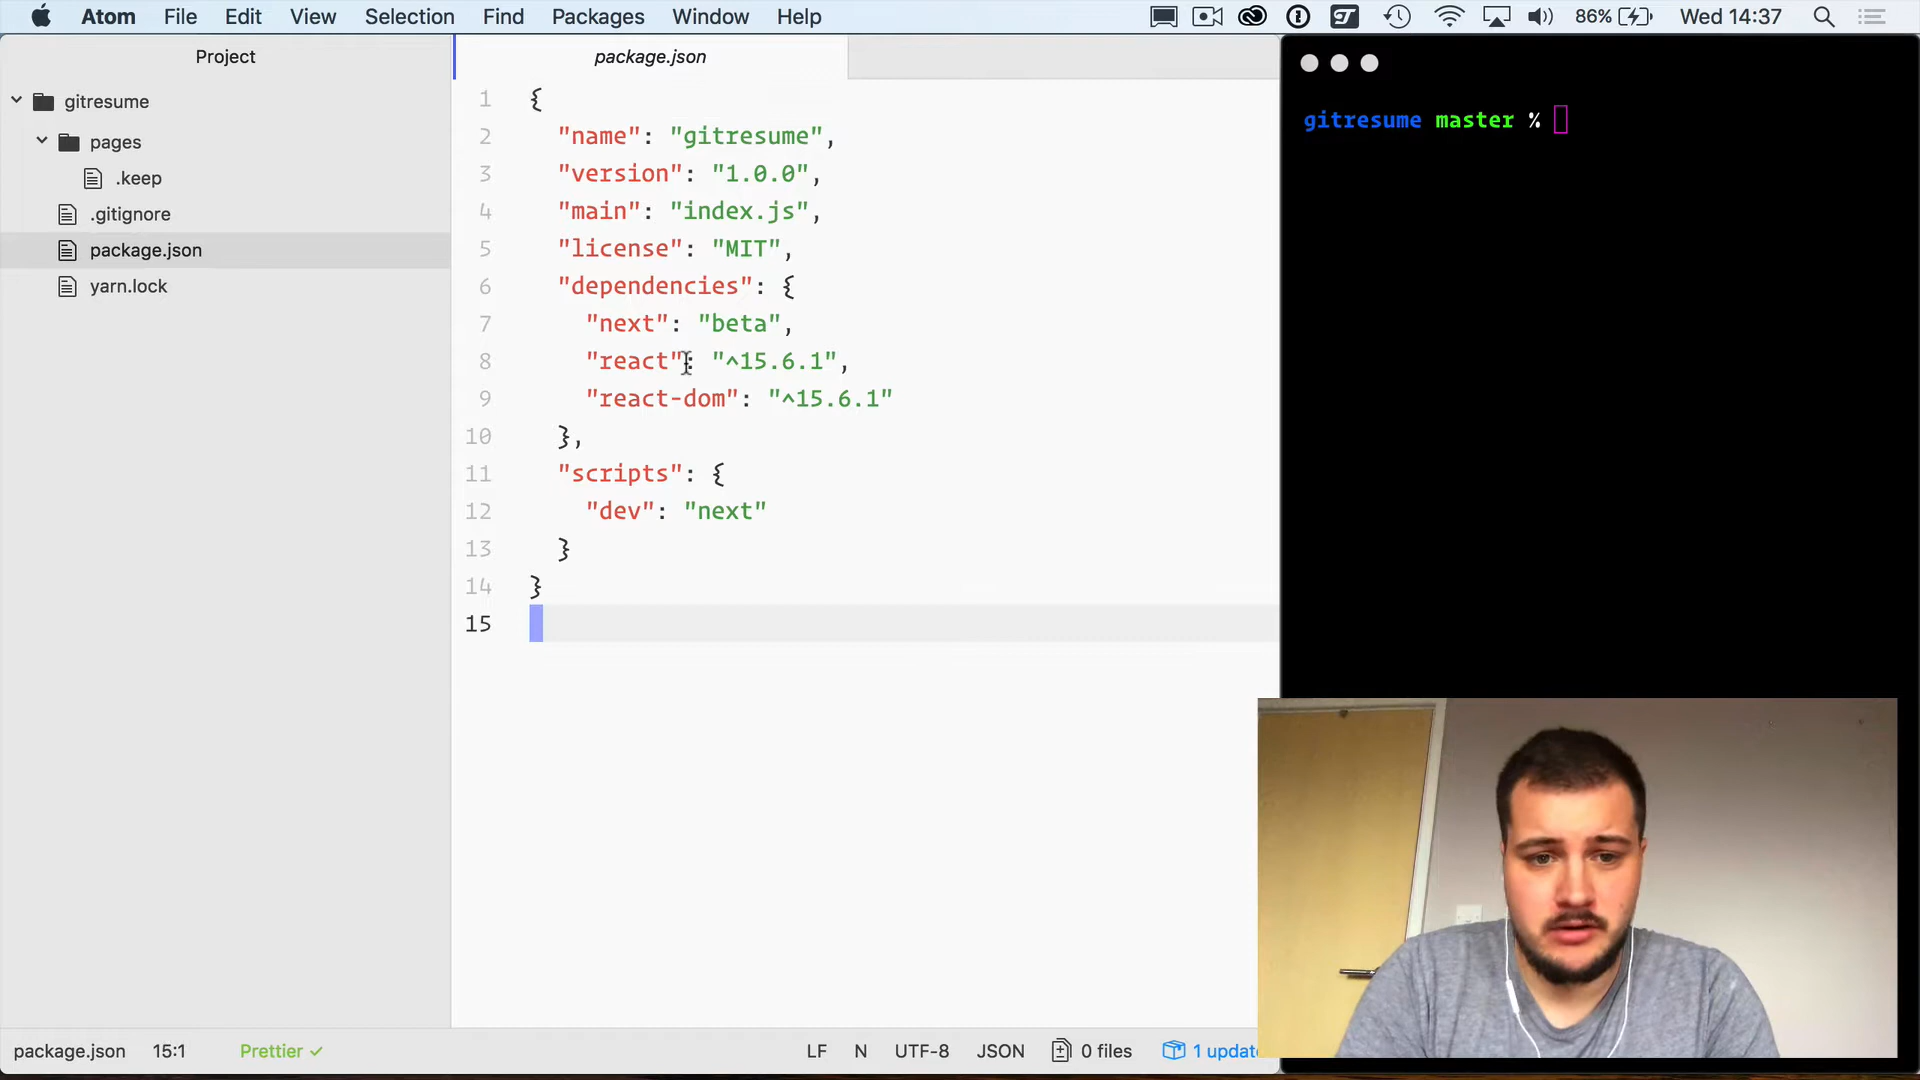 Atom File Edit View Selection Find Packages Window Help 86% Wed 14:37
Project
gitresume
pages
.keep
.gitignore
package.json
yarn.lock
package.json
1 {
2 "name": "gitresume",
3 "version": "1.0.0",
4 "main": "index.js",
5 "license": "MIT",
6 "dependencies": {
7 "next": "beta",
8 "react": "^15.6.1",
9 "react-dom": "^15.6.1"
10 },
11 "scripts": {
12 "dev": "next"
13 }
14 }
15
gitresume master %
package.json 15:1 Prettier ✓ LF N UTF-8 JSON 0 files 1 update